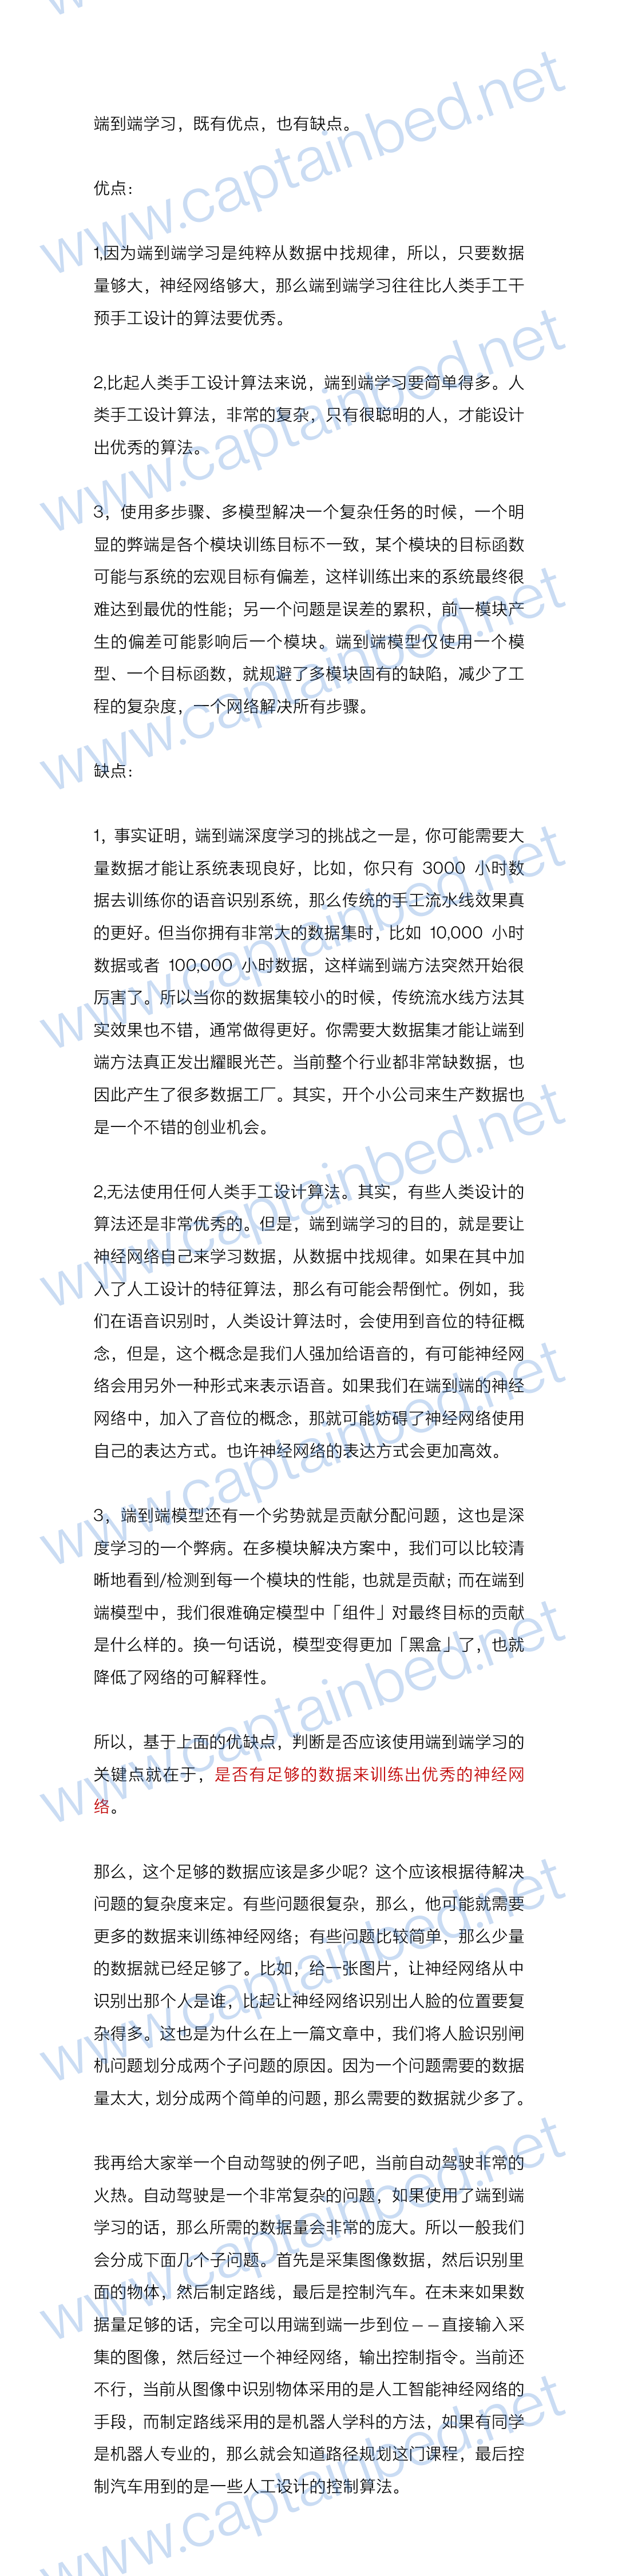 端到端学习，既有优点，也有缺点。
优点：
1,因为端到端学习是纯粹从数据中找规律，所以，只要数据
量够大，神经网络够大，那么端到端学习往往比人类手工干
预手工设计的算法要优秀。
2,比起人类手工设计算法来说，端到端学习要简单得多。人
类手工设计算法，非常的复杂，只有很聪明的人，才能设计
出优秀的算法。
3，使用多步骤、多模型解决一个复杂任务的时候，一个明
显的弊端是各个模块训练目标不一致，某个模块的目标函数
可能与系统的宏观目标有偏差，这样训练出来的系统最终很
难达到最优的性能；另一个问题是误差的累积，前一模块产
生的偏差可能影响后一个模块。端到端模型仅使用一个模
型、一个目标函数，就规避了多模块固有的缺陷，减少了工
程的复杂度，一个网络解决所有步骤。
缺点：
1，事实证明，端到端深度学习的挑战之一是，你可能需要大
量数据才能让系统表现良好，比如，你只有 3000 小时数
据去训练你的语音识别系统，那么传统的手工流水线效果真
的更好。但当你拥有非常大的数据集时，比如 10,000 小时
数据或者 100,000 小时数据，这样端到端方法突然开始很
厉害了。所以当你的数据集较小的时候，传统流水线方法其
实效果也不错，通常做得更好。你需要大数据集才能让端到
端方法真正发出耀眼光芒。当前整个行业都非常缺数据，也
因此产生了很多数据工厂。其实，开个小公司来生产数据也
是一个不错的创业机会。
2,无法使用任何人类手工设计算法。其实，有些人类设计的
算法还是非常优秀的。但是，端到端学习的目的，就是要让
神经网络自己来学习数据，从数据中找规律。如果在其中加
入了人工设计的特征算法，那么有可能会帮倒忙。例如，我
们在语音识别时，人类设计算法时，会使用到音位的特征概
念，但是，这个概念是我们人强加给语音的，有可能神经网
络会用另外一种形式来表示语音。如果我们在端到端的神经
网络中，加入了音位的概念，那就可能妨碍了神经网络使用
自己的表达方式。也许神经网络的表达方式会更加高效。
3，端到端模型还有一个劣势就是贡献分配问题，这也是深
度学习的一个弊病。在多模块解决方案中，我们可以比较清
晰地看到/检测到每一个模块的性能，也就是贡献；而在端到
端模型中，我们很难确定模型中「组件」对最终目标的贡献
是什么样的。换一句话说，模型变得更加「黑盒」了，也就
降低了网络的可解释性。
所以，基于上面的优缺点，判断是否应该使用端到端学习的
关键点就在于，是否有足够的数据来训练出优秀的神经网
络。
那么，这个足够的数据应该是多少呢？这个应该根据待解决
问题的复杂度来定。有些问题很复杂，那么，他可能就需要
更多的数据来训练神经网络；有些问题比较简单，那么少量
的数据就已经足够了。比如，给一张图片，让神经网络从中
识别出那个人是谁，比起让神经网络识别出人脸的位置要复
杂得多。这也是为什么在上一篇文章中，我们将人脸识别闸
机问题划分成两个子问题的原因。因为一个问题需要的数据
量太大，划分成两个简单的问题，那么需要的数据就少多了。
我再给大家举一个自动驾驶的例子吧，当前自动驾驶非常的
火热。自动驾驶是一个非常复杂的问题，如果使用了端到端
学习的话，那么所需的数据量会非常的庞大。所以一般我们
会分成下面几个子问题。首先是采集图像数据，然后识别里
面的物体，然后制定路线，最后是控制汽车。在未来如果数
据量足够的话，完全可以用端到端一步到位——直接输入采
集的图像，然后经过一个神经网络，输出控制指令。当前还
不行，当前从图像中识别物体采用的是人工智能神经网络的
手段，而制定路线采用的是机器人学科的方法，如果有同学
是机器人专业的，那么就会知道路径规划这门课程，最后控
制汽车用到的是一些人工设计的控制算法。
www.captainbed.net
www.captainbed.net
www.captainbed.net
www.captainbed.net
www.captainbed.net
www.captainbed.net
www.captainbed.net
www.captainbed.net
www.captainbed.net
www.captainbed.net